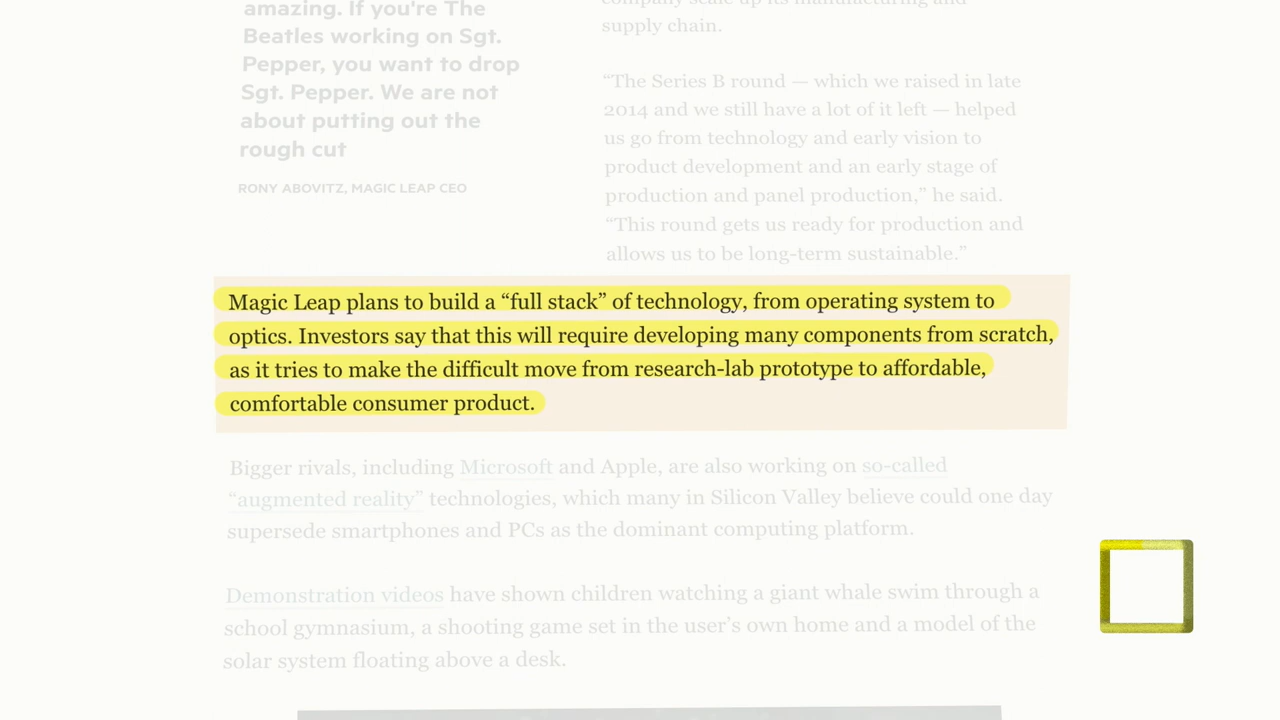 amazing. If you're The
Beatles working on Sgt.
Pepper, you want to drop
Sgt. Pepper. We are not
about putting out the
rough cut
RONY ABOVITZ, MAGIC LEAP CEO
company scale up its manufacturing and
supply chain.
“The Series B round — which we raised in late
2014 and we still have a lot of it left — helped
us go from technology and early vision to
product development and an early stage of
production and panel production,” he said.
“This round gets us ready for production and
allows us to be long-term sustainable.”
Magic Leap plans to build a “full stack” of technology, from operating system to
optics. Investors say that this will require developing many components from scratch,
as it tries to make the difficult move from research-lab prototype to affordable,
comfortable consumer product.
Bigger rivals, including Microsoft and Apple, are also working on so-called
“augmented reality” technologies, which many in Silicon Valley believe could one day
supersede smartphones and PCs as the dominant computing platform.
Demonstration videos have shown children watching a giant whale swim through a
school gymnasium, a shooting game set in the user’s own home and a model of the
solar system floating above a desk.